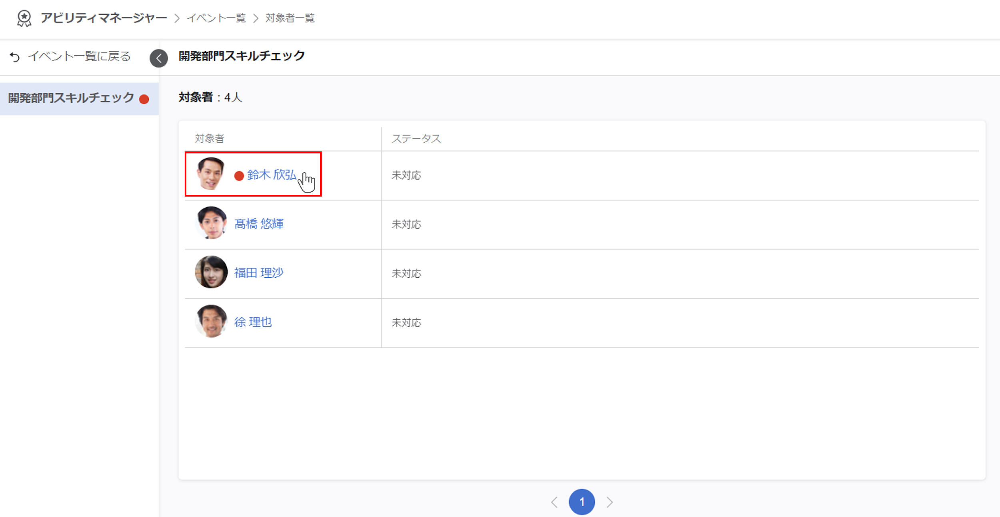 アビリティマネージャー > イベント一覧 > 対象者一覧
イベント一覧に戻る
開発部門スキルチェック
開発部門スキルチェック
対象者：4人
対象者 ステータス
鈴木 欣弘 未対応
髙橋 悠輝 未対応
福田 理沙 未対応
徐 理也 未対応
1